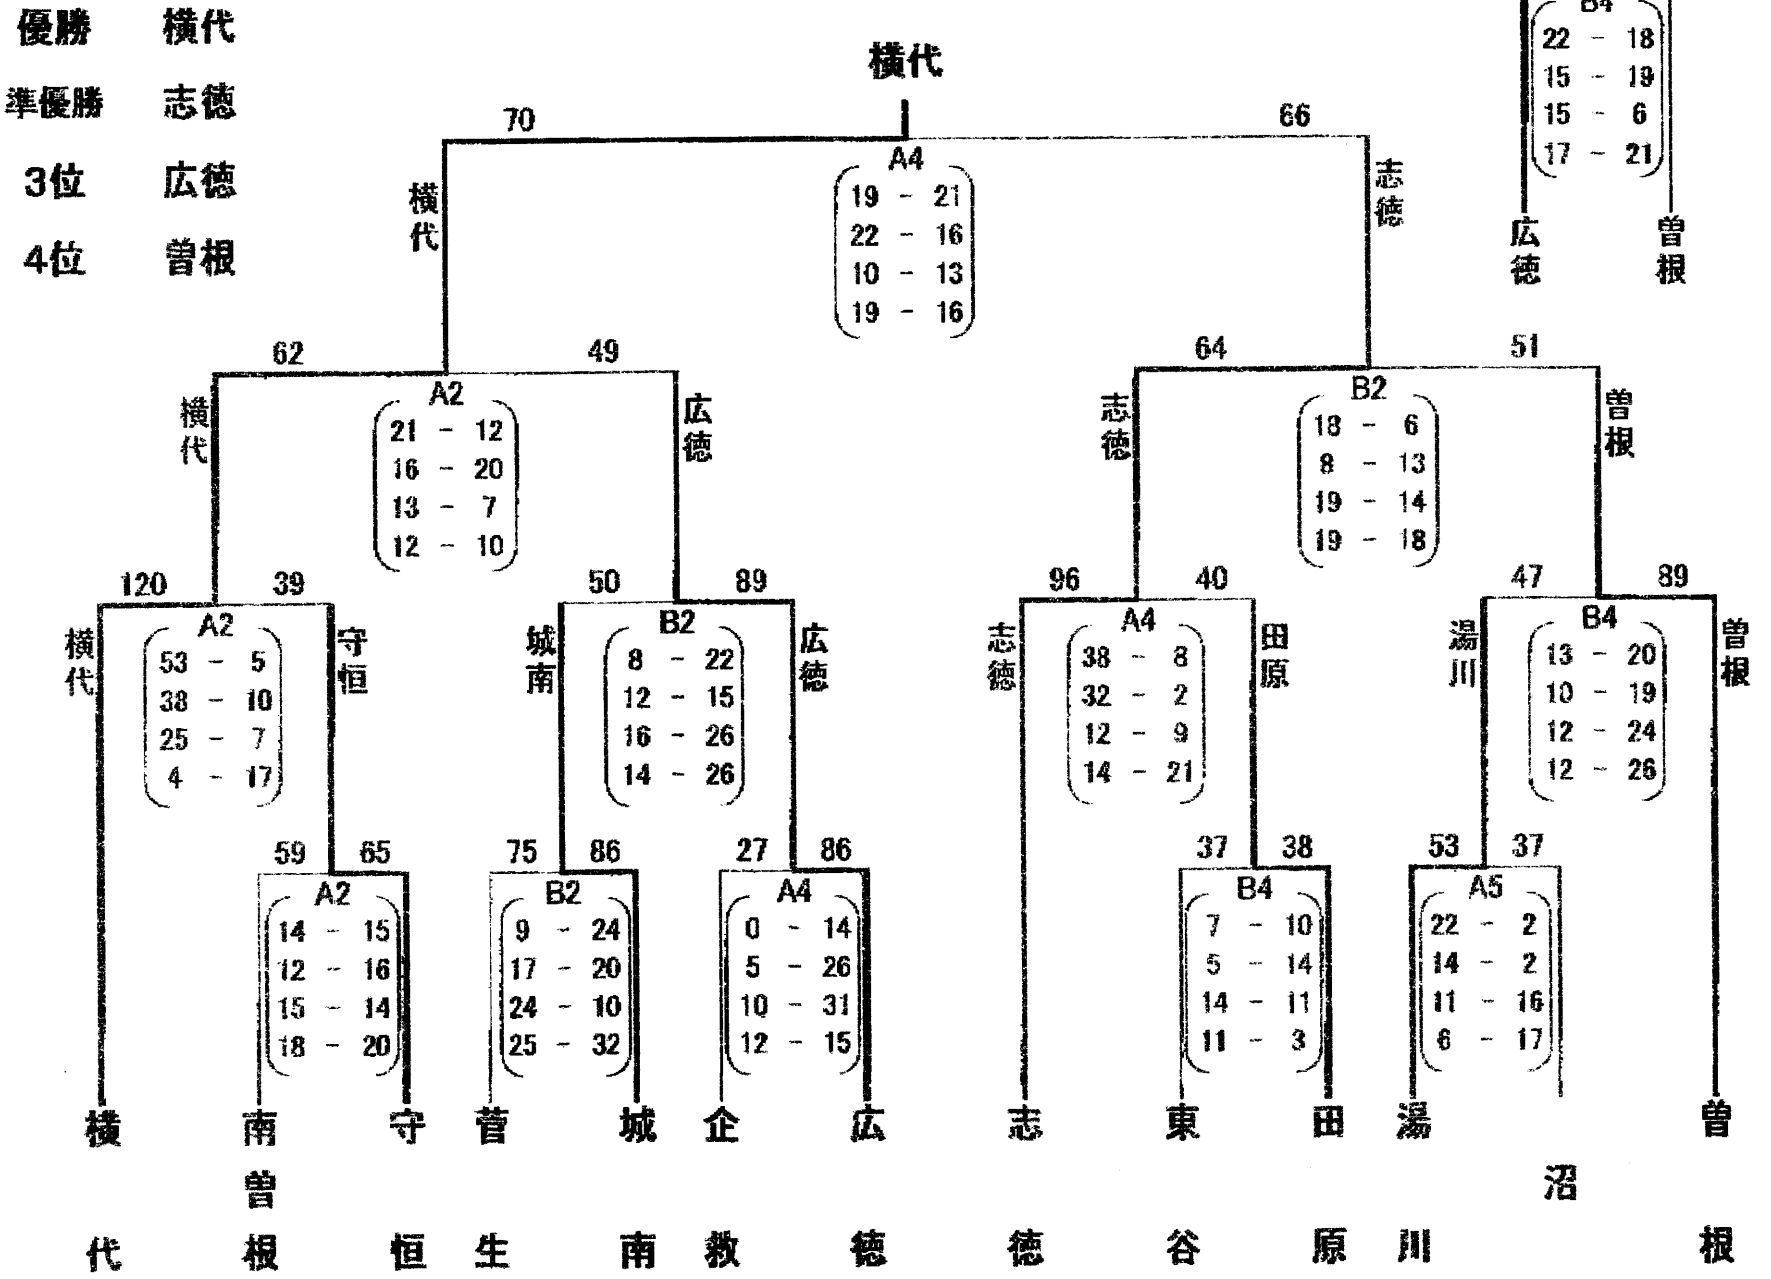 優勝 横代
準優勝 志徳
3位 広徳
4位 曽根
B4
22 - 18
15 - 19
15 - 6
17 - 21
広徳 曽根
横代
70 66
A4
19 - 21
22 - 16
10 - 13
19 - 16
横代 志徳
62 49
A2
21 - 12
16 - 20
13 - 7
12 - 10
横代 広徳
64 51
B2
18 - 6
8 - 13
19 - 14
19 - 18
志徳 曽根
120 39
A2
53 - 5
38 - 10
25 - 7
4 - 17
横代 守恒
50 89
B2
8 - 22
12 - 15
16 - 26
14 - 26
城南 広徳
96 40
A4
38 - 8
32 - 2
12 - 9
14 - 21
志徳 田原
47 89
B4
13 - 20
10 - 19
12 - 24
12 - 26
湯川 曽根
59 65
A2
14 - 15
12 - 16
15 - 14
18 - 20
75 86
B2
9 - 24
17 - 20
24 - 10
25 - 32
27 86
A4
0 - 14
5 - 26
10 - 31
12 - 15
37 38
B4
7 - 10
5 - 14
14 - 11
11 - 3
53 37
A5
22 - 2
14 - 2
11 - 16
6 - 17
横代 南曽根 守恒 菅生 城南 企救 広徳 志徳 東谷 田原 湯川 沼 曽根